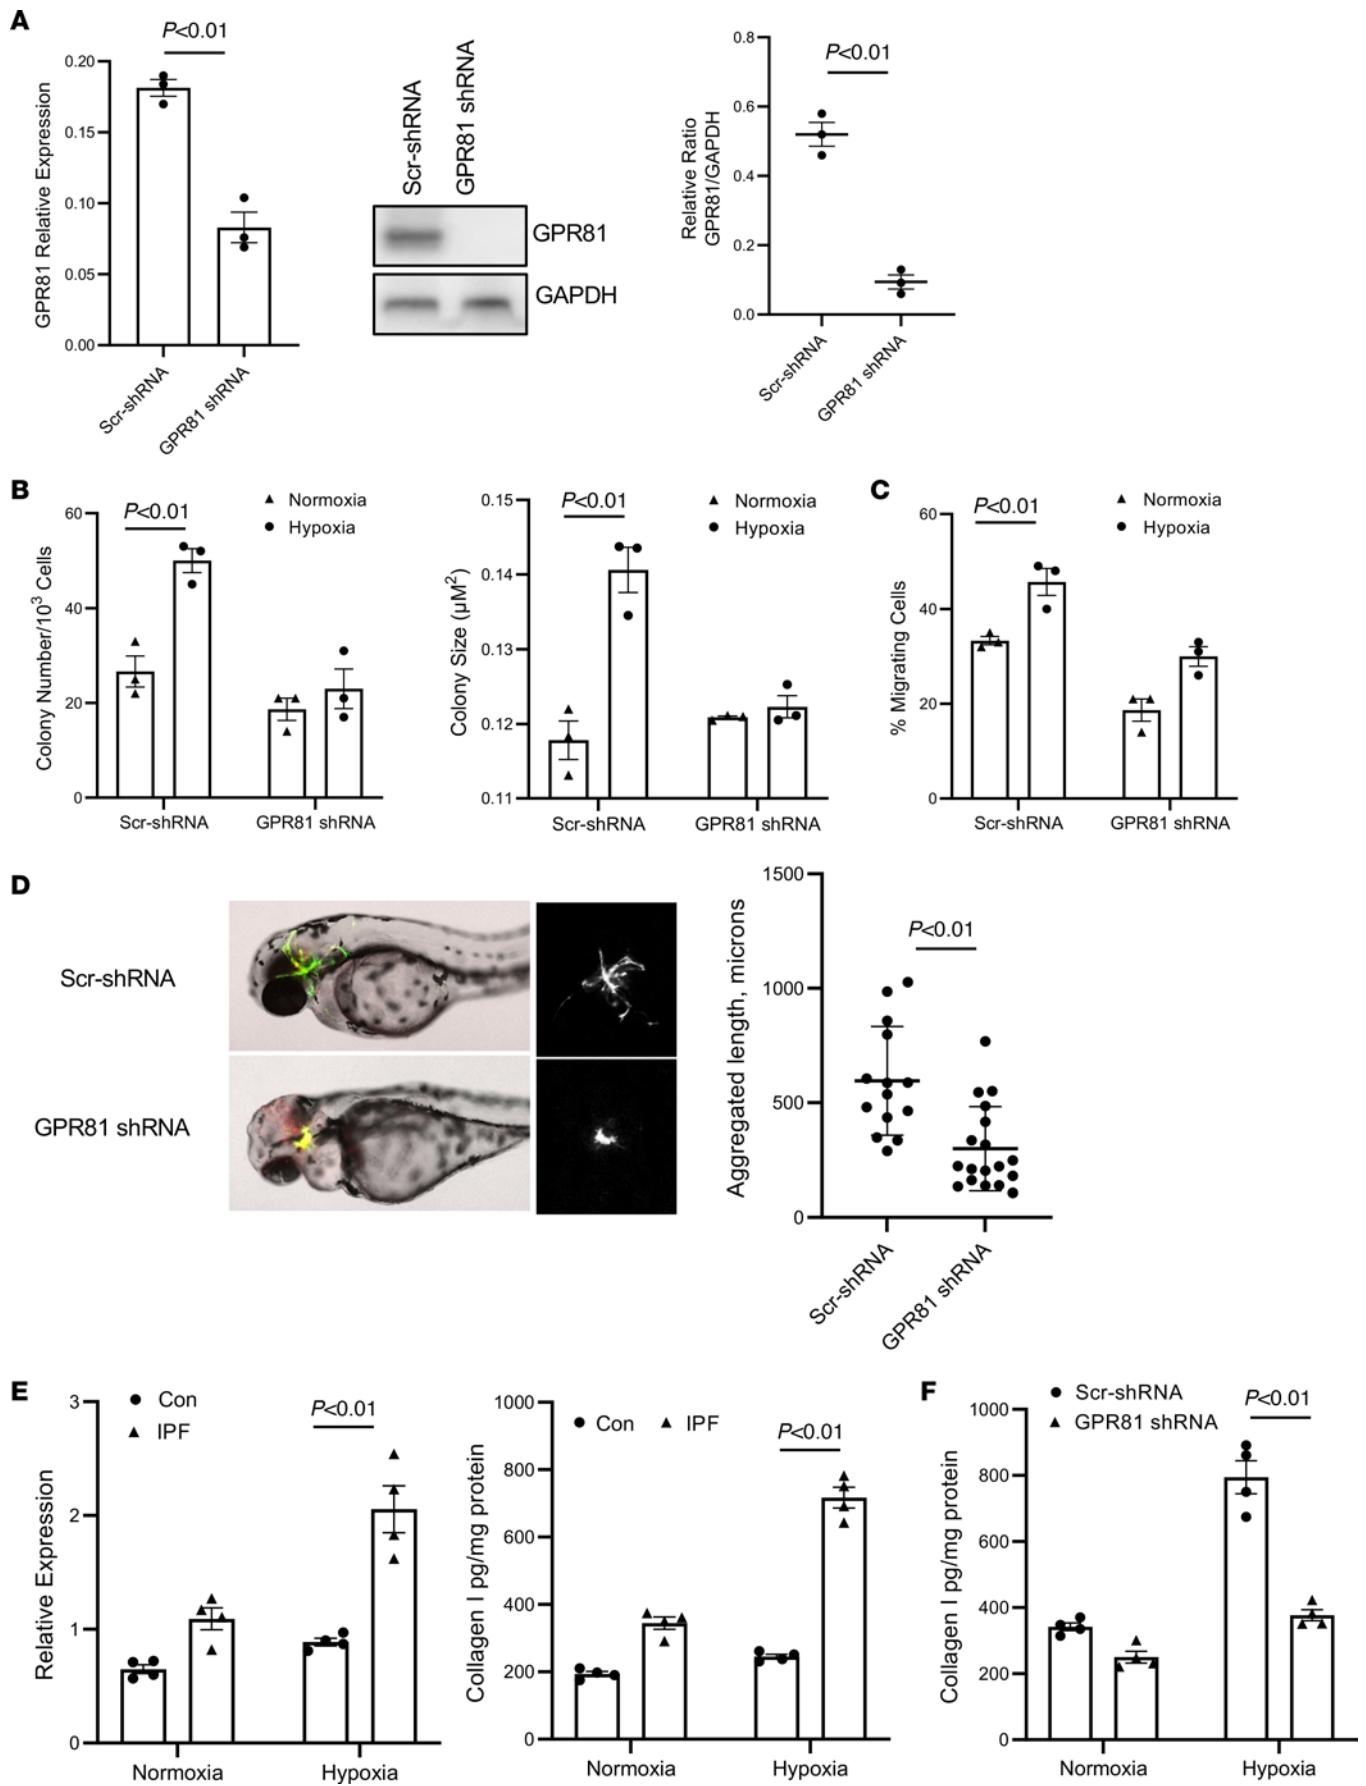 A
P<0.01
0.20
0.15
0.10
0.05
0.00
GPR81 Relative Expression
Scr-shRNA
GPR81 shRNA
Scr-shRNA
GPR81 shRNA
GPR81
GAPDH
P<0.01
0.8
0.6
0.4
0.2
0.0
Relative Ratio
GPR81/GAPDH
Scr-shRNA
GPR81 shRNA
B
Normoxia
Hypoxia
P<0.01
60
40
20
0
Colony Number/10³ Cells
Scr-shRNA
GPR81 shRNA
Normoxia
Hypoxia
P<0.01
0.15
0.14
0.13
0.12
0.11
Colony Size (µM²)
Scr-shRNA
GPR81 shRNA
C
Normoxia
Hypoxia
P<0.01
60
40
20
0
% Migrating Cells
Scr-shRNA
GPR81 shRNA
D
Scr-shRNA
GPR81 shRNA
P<0.01
1500
1000
500
0
Aggregated length, microns
Scr-shRNA
GPR81 shRNA
E
Con
IPF
P<0.01
3
2
1
0
Relative Expression
Normoxia
Hypoxia
Con
IPF
P<0.01
1000
800
600
400
200
0
Collagen I pg/mg protein
Normoxia
Hypoxia
F
Scr-shRNA
GPR81 shRNA
P<0.01
1000
800
600
400
200
0
Collagen I pg/mg protein
Normoxia
Hypoxia